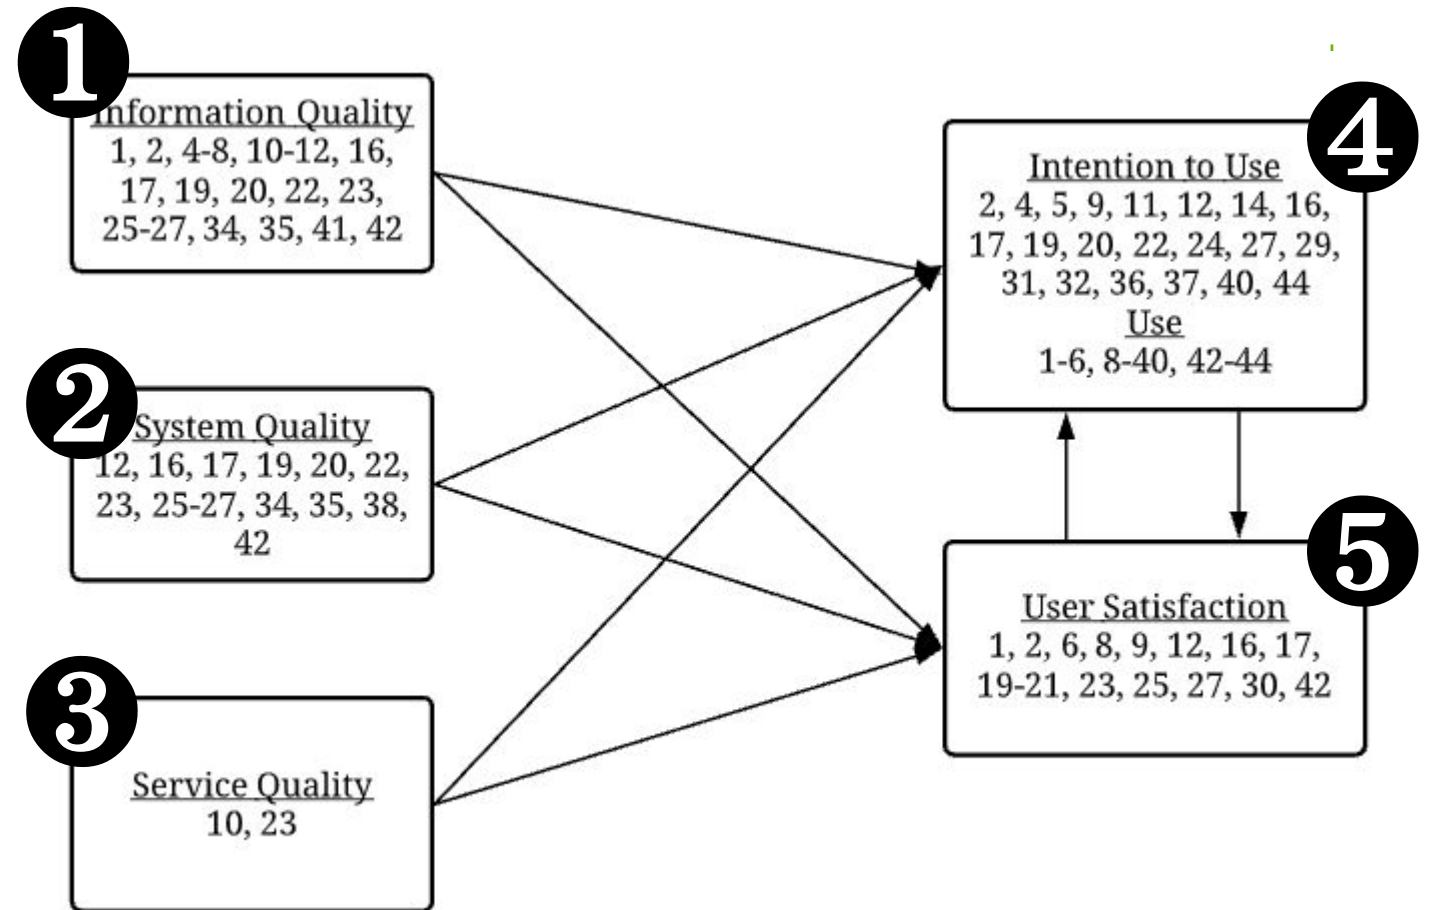 1
Information Quality
1, 2, 4-8, 10-12, 16,
17, 19, 20, 22, 23,
25-27, 34, 35, 41, 42
2
System Quality
12, 16, 17, 19, 20, 22,
23, 25-27, 34, 35, 38,
42
3
Service Quality
10, 23
4
Intention to Use
2, 4, 5, 9, 11, 12, 14, 16,
17, 19, 20, 22, 24, 27, 29,
31, 32, 36, 37, 40, 44
Use
1-6, 8-40, 42-44
5
User Satisfaction
1, 2, 6, 8, 9, 12, 16, 17,
19-21, 23, 25, 27, 30, 42